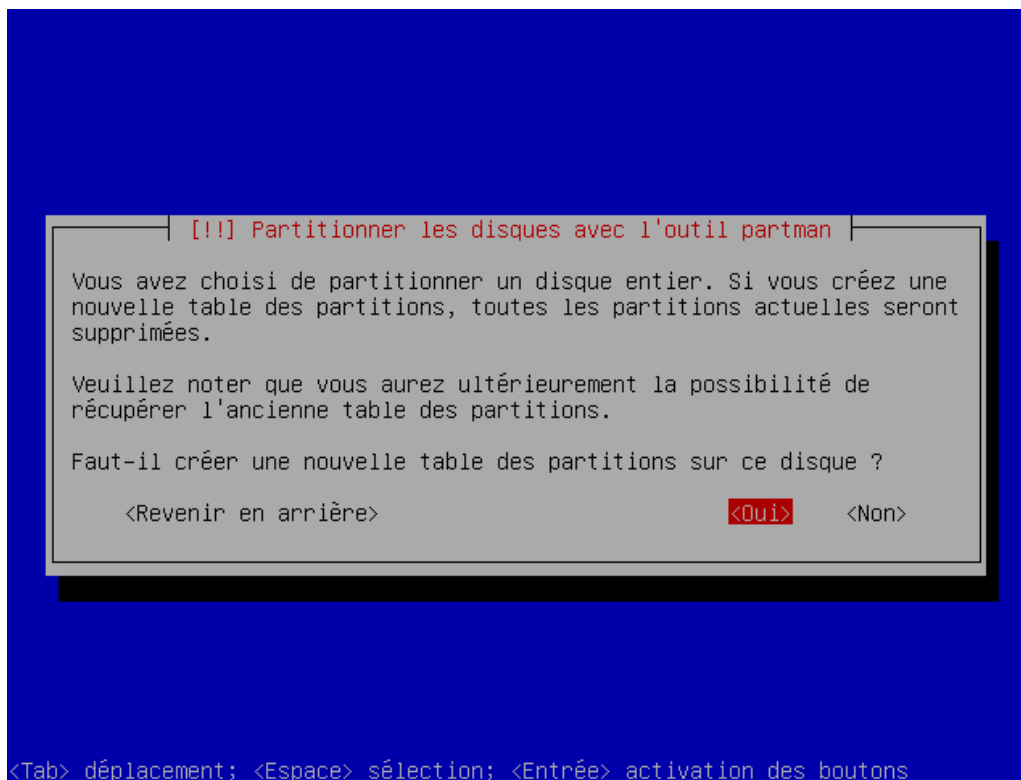 [!!] Partitionner les disques avec l'outil partman
Vous avez choisi de partitionner un disque entier. Si vous créez une
nouvelle table des partitions, toutes les partitions actuelles seront
supprimées.
Veuillez noter que vous aurez ultérieurement la possibilité de
récupérer l'ancienne table des partitions.
Faut-il créer une nouvelle table des partitions sur ce disque ?
<Revenir en arrière> <Oui> <Non>
<Tab> déplacement; <Espace> sélection; <Entrée> activation des boutons